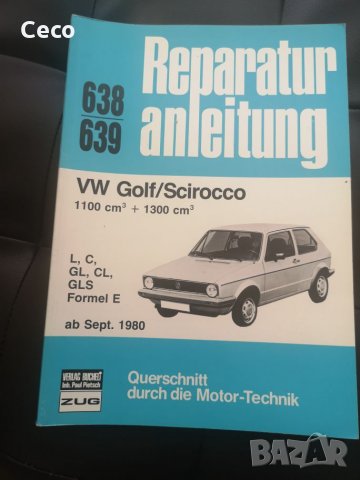 Ceco
638
639
Reparatur
anleitung
VW Golf/Scirocco
1100 cm³ + 1300 cm³
L, C,
GL, CL,
GLS
Formel E
ab Sept. 1980
VERLAG BUCHELI
Inh. Paul Pietsch
ZUG
Querschnitt
durch die Motor-Technik
BAZAR